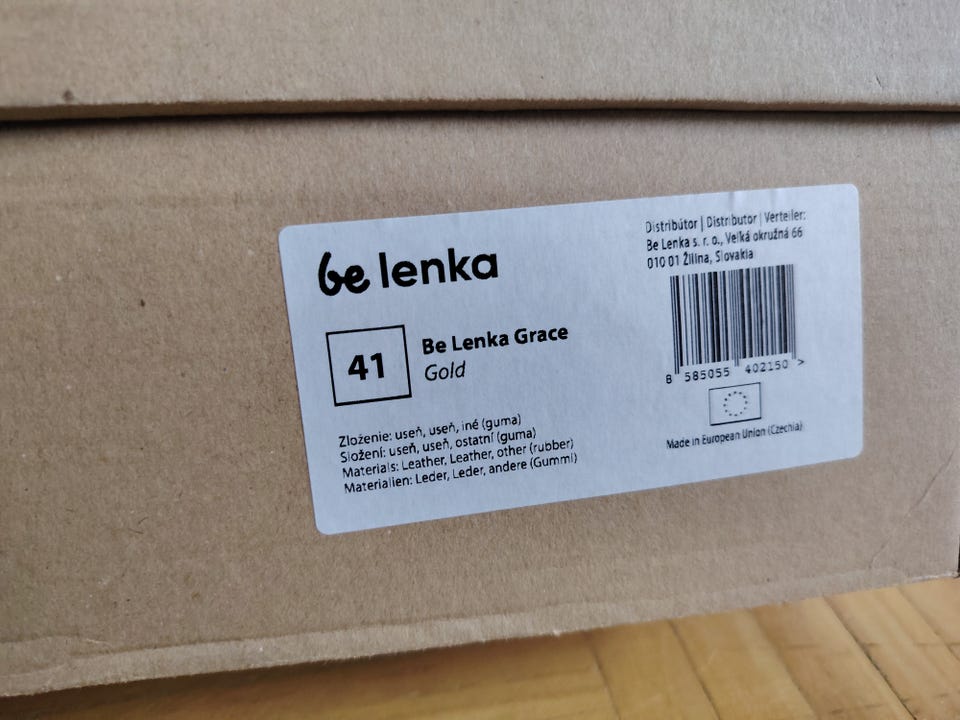 be lenka
41
Be Lenka Grace
Gold
Zloženie: useň, useň, iné (guma)
Složení: useň, useň, ostatní (guma)
Materials: Leather, Leather, other (rubber)
Materialien: Leder, Leder, andere (Gummi)
Distribútor | Distributor | Verteiler:
Be Lenka s. r. o., Veľká okružná 66
010 01 Žilina, Slovakia
8 585055 402150 >
Made in European Union (Czechia)